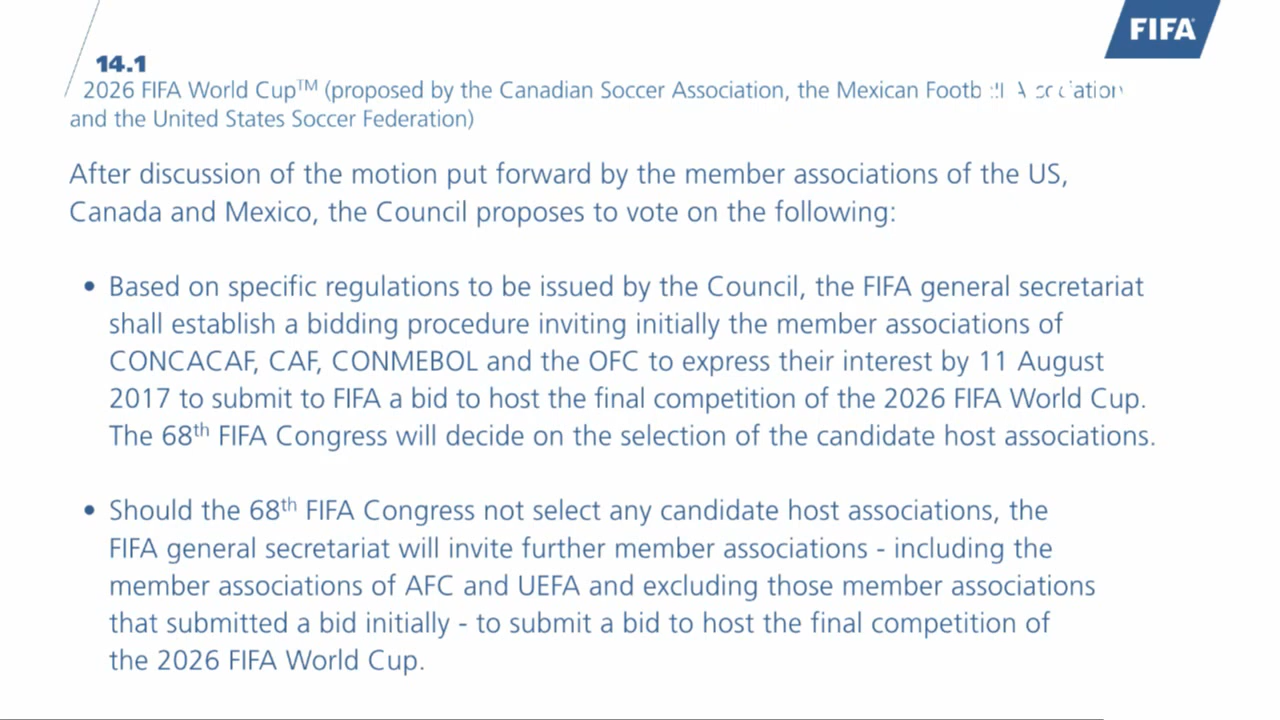 FIFA
14.1
2026 FIFA World Cup™ (proposed by the Canadian Soccer Association, the Mexican
and the United States Soccer Federation)
After discussion of the motion put forward by the member associations of the US,
Canada and Mexico, the Council proposes to vote on the following:
• Based on specific regulations to be issued by the Council, the FIFA general secretariat
shall establish a bidding procedure inviting initially the member associations of
CONCACAF, CAF, CONMEBOL and the OFC to express their interest by 11 August
2017 to submit to FIFA a bid to host the final competition of the 2026 FIFA World Cup.
The 68th FIFA Congress will decide on the selection of the candidate host associations.
• Should the 68th FIFA Congress not select any candidate host associations, the
FIFA general secretariat will invite further member associations - including the
member associations of AFC and UEFA and excluding those member associations
that submitted a bid initially - to submit a bid to host the final competition of
the 2026 FIFA World Cup.